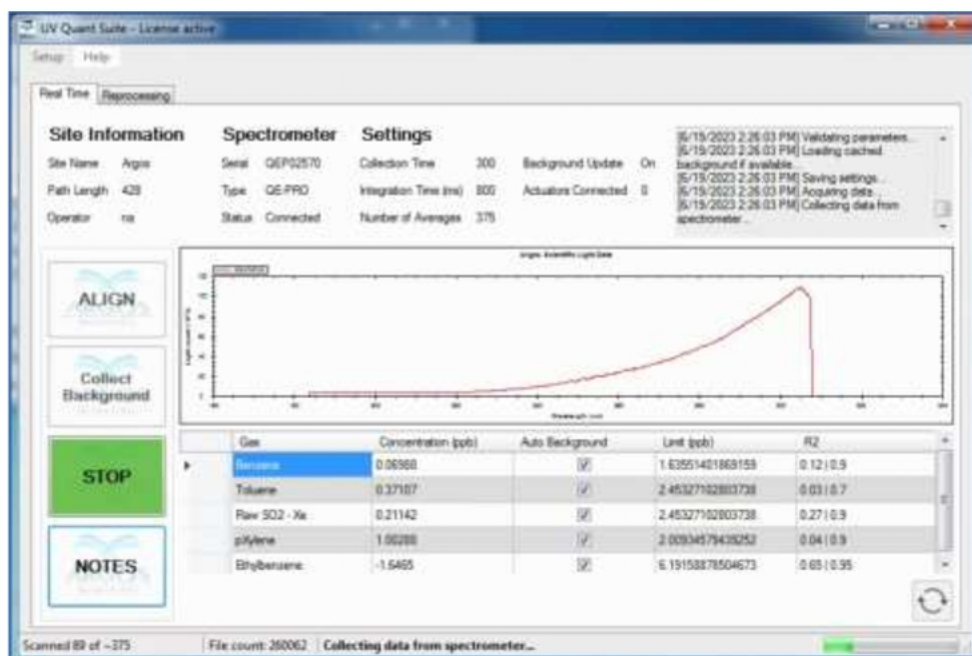 UV Quant Suite - License active
Setup Help
Real Time Reprocessing
Site Information
Site Name Argos
Path Length 428
Operator na
Spectrometer
Serial QEP02570
Type QE-PRO
Status Connected
Settings
Collection Time 300 Background Update On
Integration Time (ms) 800 Actuators Connected 0
Number of Averages 375
[6/19/2023 2:26:03 PM] Validating parameters...
[6/19/2023 2:26:03 PM] Loading cached
background if available...
[6/19/2023 2:26:03 PM] Saving settings...
[6/19/2023 2:26:03 PM] Acquiring data...
[6/19/2023 2:26:03 PM] Collecting data from
spectrometer...
ALIGN
Collect
Background
STOP
NOTES
Argos Scientific Light Data
Gas Concentration (ppb) Auto Background Limit (ppb) R2
Benzene 0.06988 1.63551401869159 0.12 | 0.9
Toluene 0.37107 2.45327102803738 0.03 | 0.7
Raw SO2 - Xe 0.21142 2.45327102803738 0.27 | 0.9
pXylene 1.00288 2.00934579439252 0.04 | 0.9
Ethylbenzene -1.6465 6.19158878504673 0.65 | 0.95
Scanned 89 of ~375 File count: 260062 Collecting data from spectrometer...